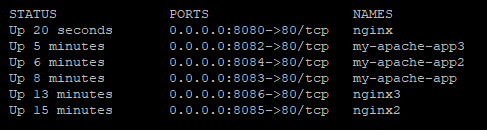 STATUS PORTS NAMES
Up 20 seconds 0.0.0.0:8080->80/tcp nginx
Up 5 minutes 0.0.0.0:8082->80/tcp my-apache-app3
Up 6 minutes 0.0.0.0:8084->80/tcp my-apache-app2
Up 8 minutes 0.0.0.0:8083->80/tcp my-apache-app
Up 13 minutes 0.0.0.0:8086->80/tcp nginx3
Up 15 minutes 0.0.0.0:8085->80/tcp nginx2